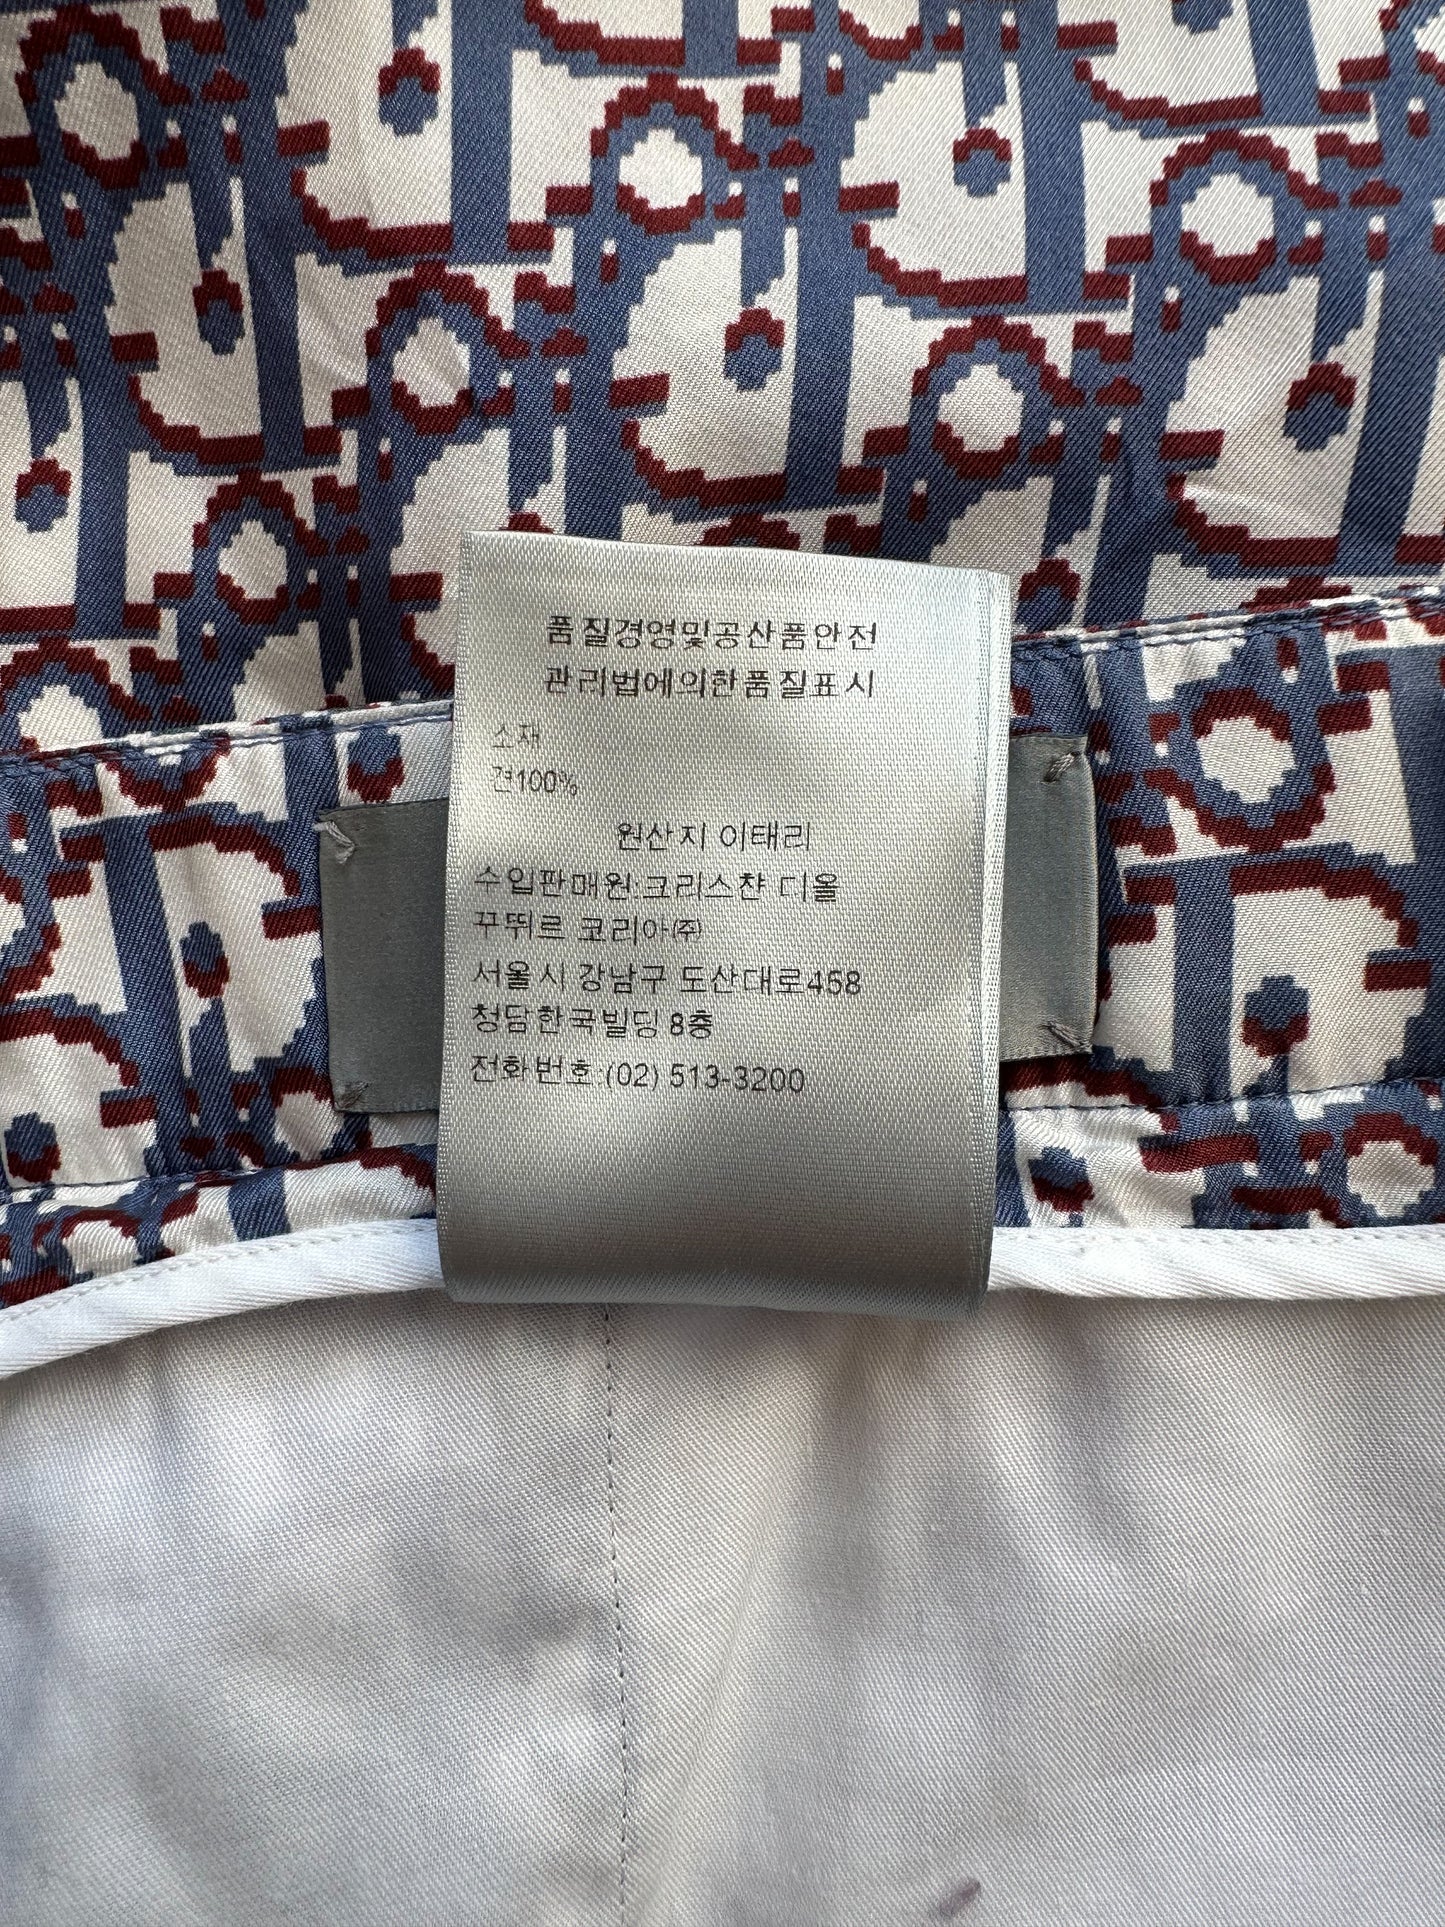 품질경영및공산품안전
관리법에의한품질표시
소재
견100%
원산지 이태리
수입판매원:크리스챤 디올
꾸뛰르 코리아㈜
서울시 강남구 도산대로458
청담한국빌딩 8층
전화번호:(02) 513-3200